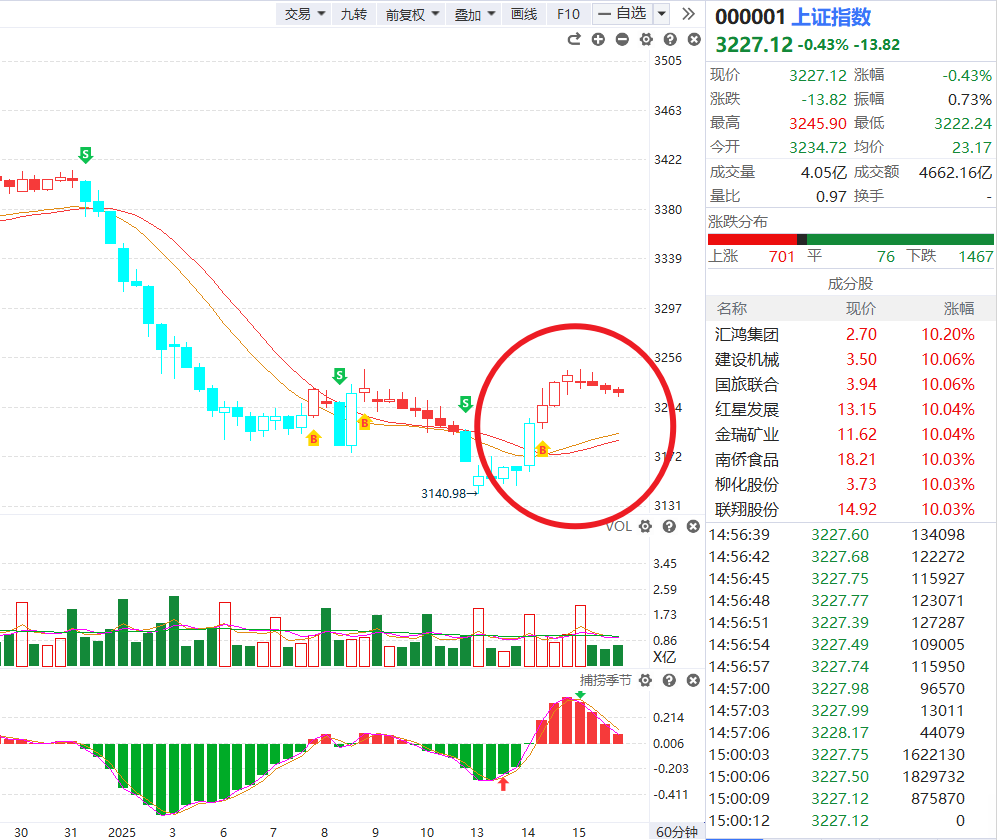 交易 九转 前复权 叠加 画线 F10 一 自选
000001 上证指数
3227.12 -0.43% -13.82
现价 3227.12 涨幅 -0.43%
涨跌 -13.82 振幅 0.73%
最高 3245.90 最低 3222.24
今开 3234.72 均价 23.17
成交量 4.05亿 成交额 4662.16亿
量比 0.97 换手 -
涨跌分布
上涨 701 平 76 下跌 1467
成分股
名称 现价 涨幅
汇鸿集团 2.70 10.20%
建设机械 3.50 10.06%
国旅联合 3.94 10.06%
红星发展 13.15 10.04%
金瑞矿业 11.62 10.04%
南侨食品 18.21 10.03%
柳化股份 3.73 10.03%
联翔股份 14.92 10.03%
14:56:39 3227.60 134098
14:56:42 3227.68 122272
14:56:45 3227.75 115927
14:56:48 3227.77 123071
14:56:51 3227.39 127287
14:56:54 3227.49 109005
14:56:57 3227.74 115950
14:57:00 3227.98 96570
14:57:03 3227.99 13011
14:57:06 3228.17 44079
15:00:03 3227.75 1622130
15:00:06 3227.50 1829732
15:00:09 3227.12 875870
15:00:12 3227.12 0
3505
3463
3422
3380
3339
3297
3256
3172
3131
S
S
S
B
B
B
3140.98
VOL
3.45
2.59
1.73
0.86
X亿
捕捞季节
0.214
0.006
-0.203
-0.411
30 31 2025 3 6 7 8 9 10 13 14 15 60分钟